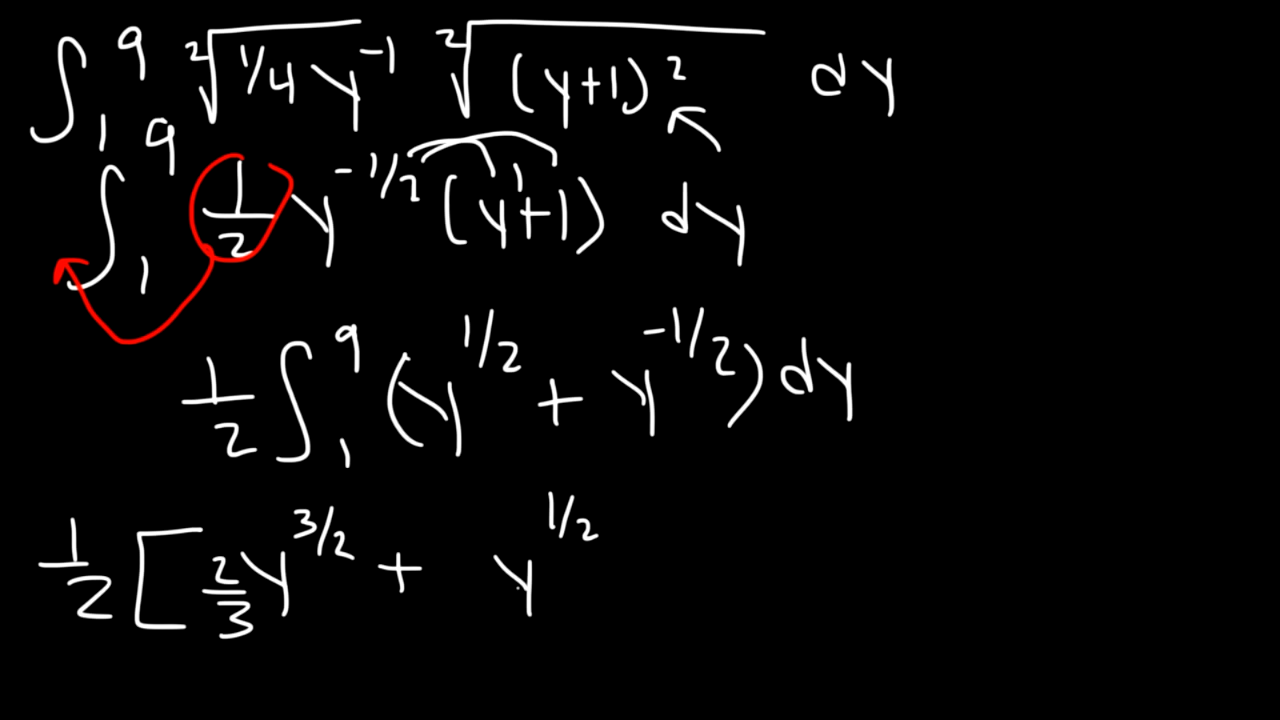 ∫₁⁹ ²√(1/4 y⁻¹) ²√((y+1)²) dy
∫₁⁹ 1/2 y^(-1/2) (y¹+1) dy
1/2 ∫₁⁹ (y^(1/2) + y^(-1/2)) dy
1/2 [2/3 y^(3/2) + y^(1/2)